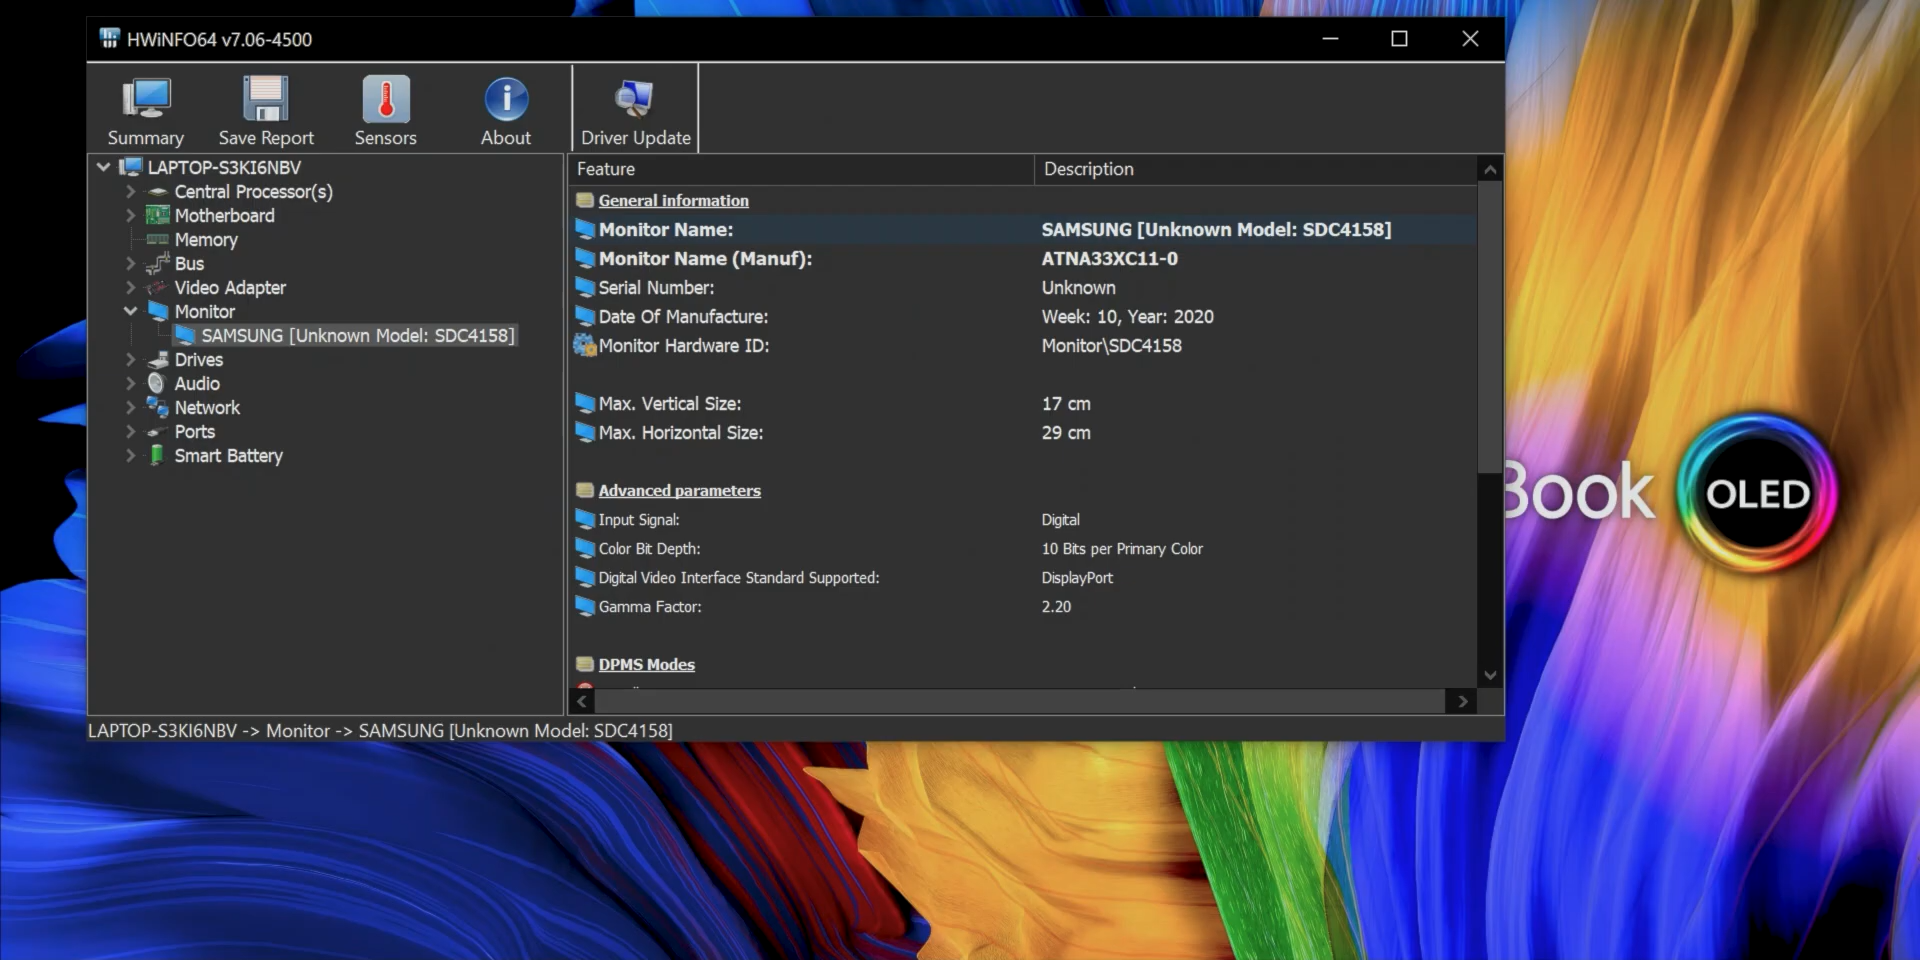 HWiNFO64 v7.06-4500
Summary
Save Report
Sensors
About
Driver Update
LAPTOP-S3KI6NBV
Central Processor(s)
Motherboard
Memory
Bus
Video Adapter
Monitor
SAMSUNG [Unknown Model: SDC4158]
Drives
Audio
Network
Ports
Smart Battery
Feature Description
General information
Monitor Name: SAMSUNG [Unknown Model: SDC4158]
Monitor Name (Manuf): ATNA33XC11-0
Serial Number: Unknown
Date Of Manufacture: Week: 10, Year: 2020
Monitor Hardware ID: Monitor\SDC4158
Max. Vertical Size: 17 cm
Max. Horizontal Size: 29 cm
Advanced parameters
Input Signal: Digital
Color Bit Depth: 10 Bits per Primary Color
Digital Video Interface Standard Supported: DisplayPort
Gamma Factor: 2.20
DPMS Modes
LAPTOP-S3KI6NBV -> Monitor -> SAMSUNG [Unknown Model: SDC4158]
Book
OLED